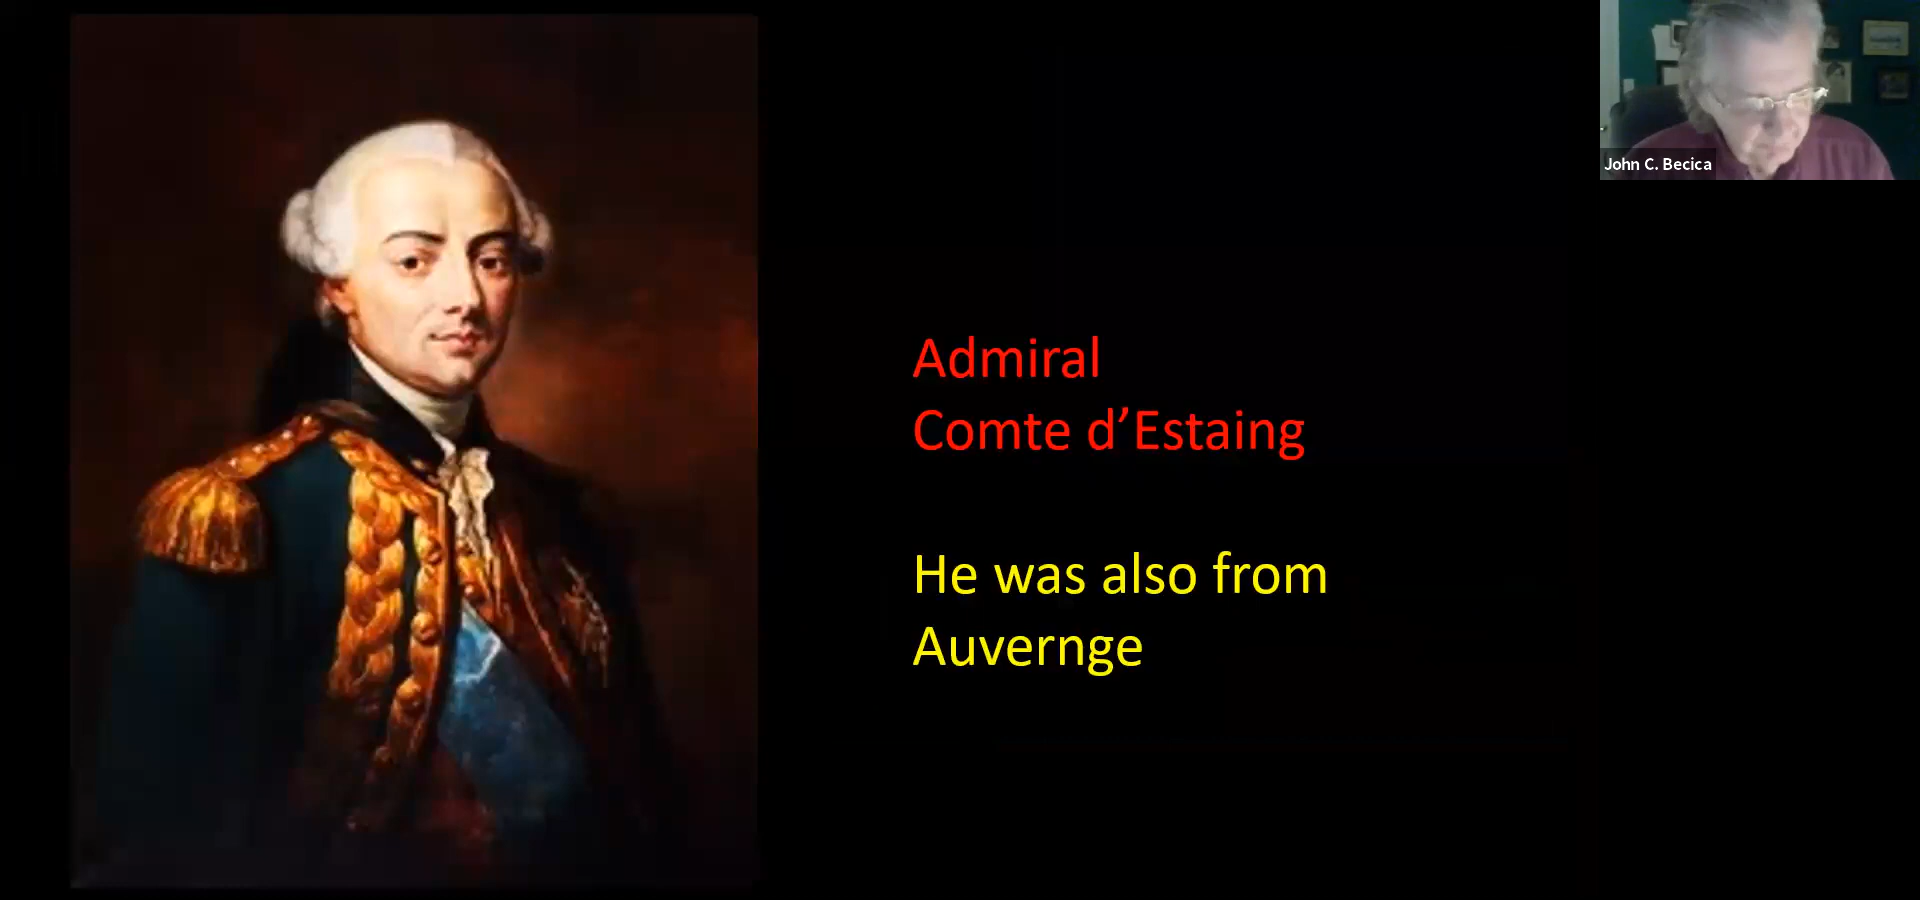 Admiral
Comte d’Estaing
He was also from
Auvernge
John C. Becica